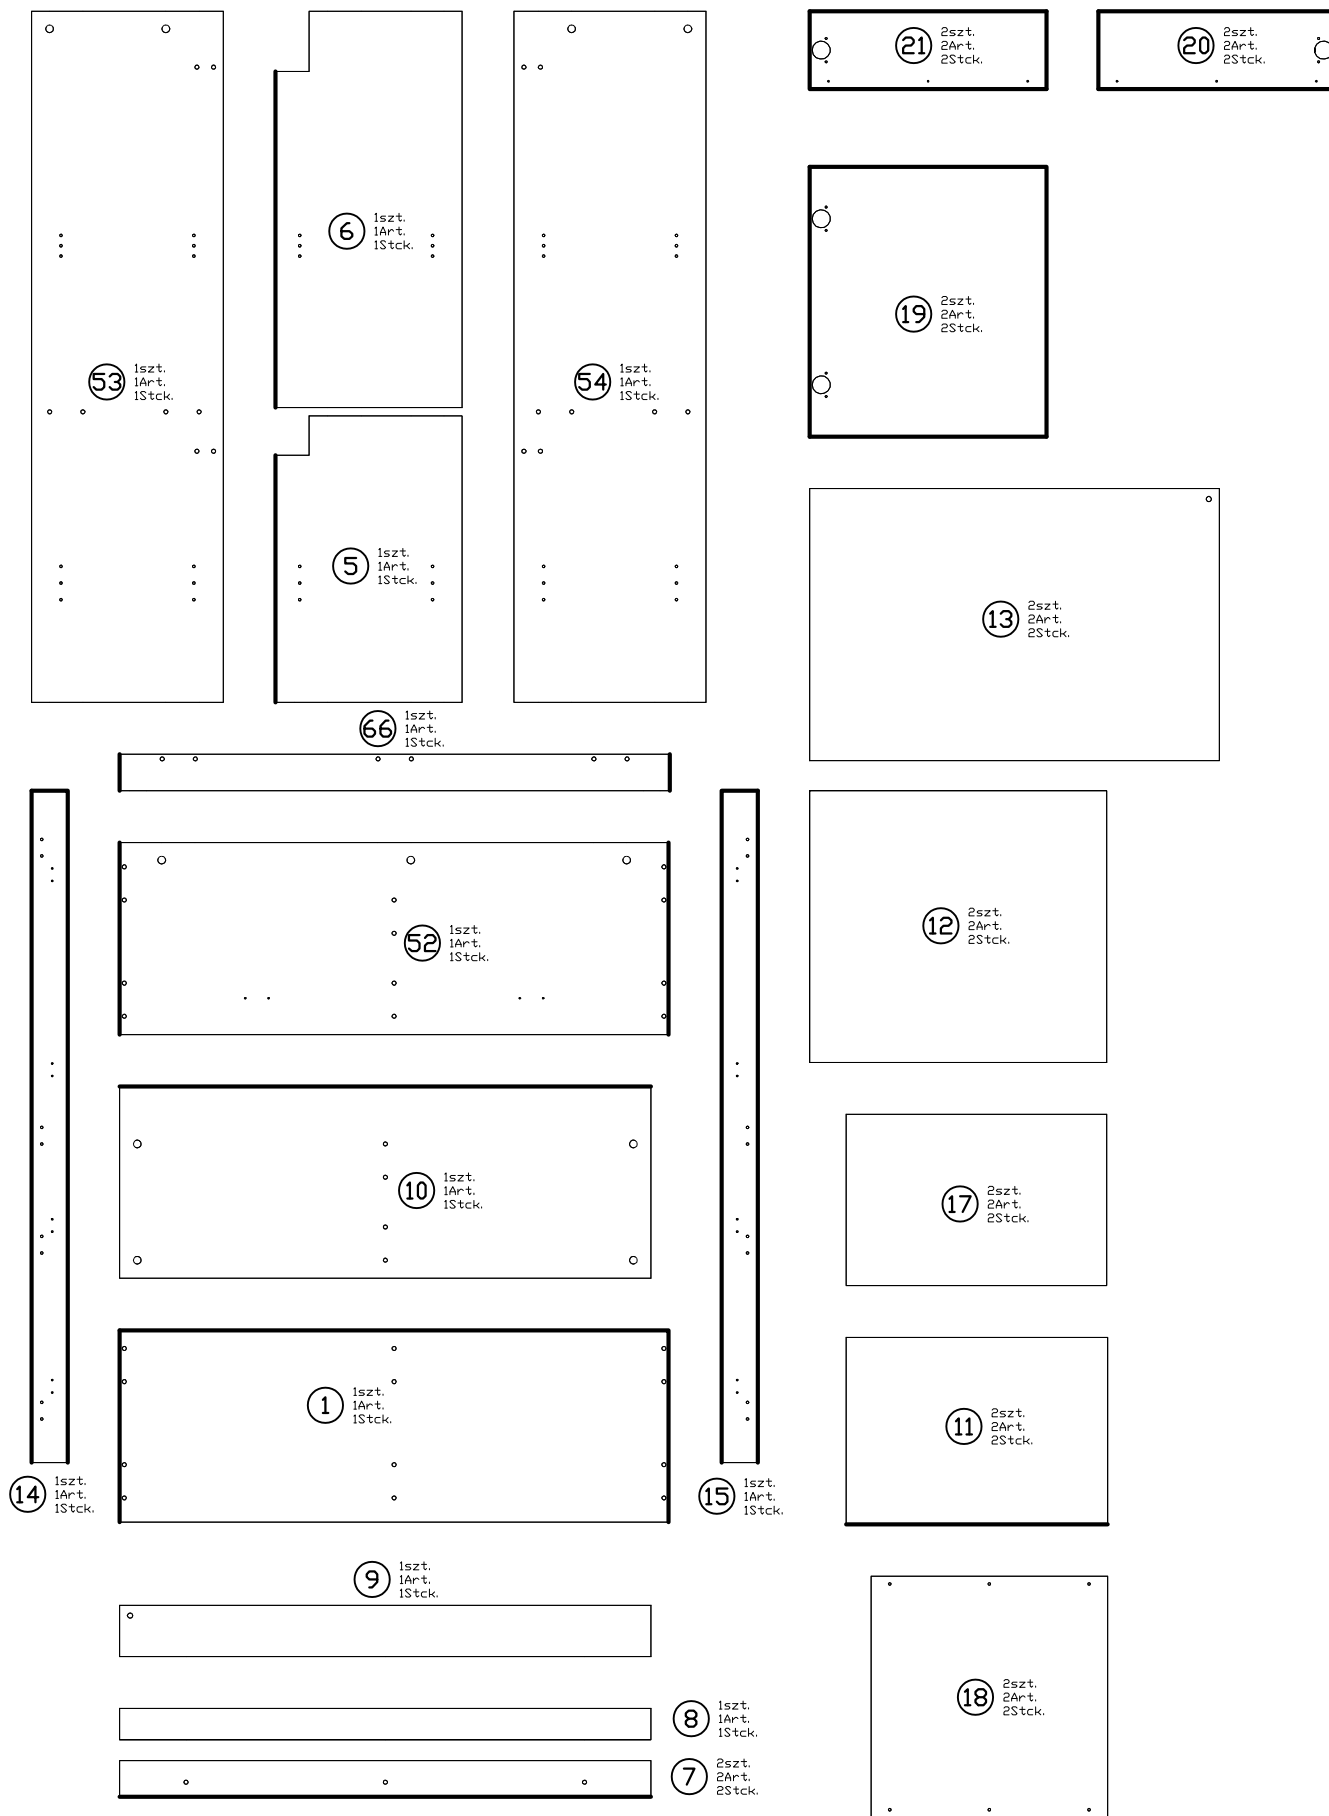 21
2szt.
2Art.
2Stck.
20
2szt.
2Art.
2Stck.
6
1szt.
1Art.
1Stck.
19
2szt.
2Art.
2Stck.
53
1szt.
1Art.
1Stck.
54
1szt.
1Art.
1Stck.
5
1szt.
1Art.
1Stck.
13
2szt.
2Art.
2Stck.
66
1szt.
1Art.
1Stck.
52
1szt.
1Art.
1Stck.
12
2szt.
2Art.
2Stck.
10
1szt.
1Art.
1Stck.
17
2szt.
2Art.
2Stck.
1
1szt.
1Art.
1Stck.
11
2szt.
2Art.
2Stck.
14
1szt.
1Art.
1Stck.
15
1szt.
1Art.
1Stck.
9
1szt.
1Art.
1Stck.
18
2szt.
2Art.
2Stck.
8
1szt.
1Art.
1Stck.
7
2szt.
2Art.
2Stck.